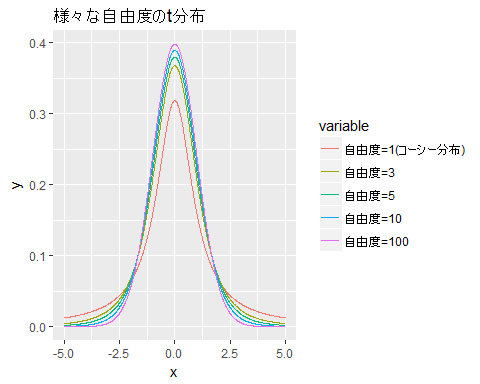 様々な自由度のt分布
0.4
0.3
0.2
0.1
0.0
y
-5.0 -2.5 0.0 2.5 5.0
x
variable
自由度=1(コーシー分布)
自由度=3
自由度=5
自由度=10
自由度=100